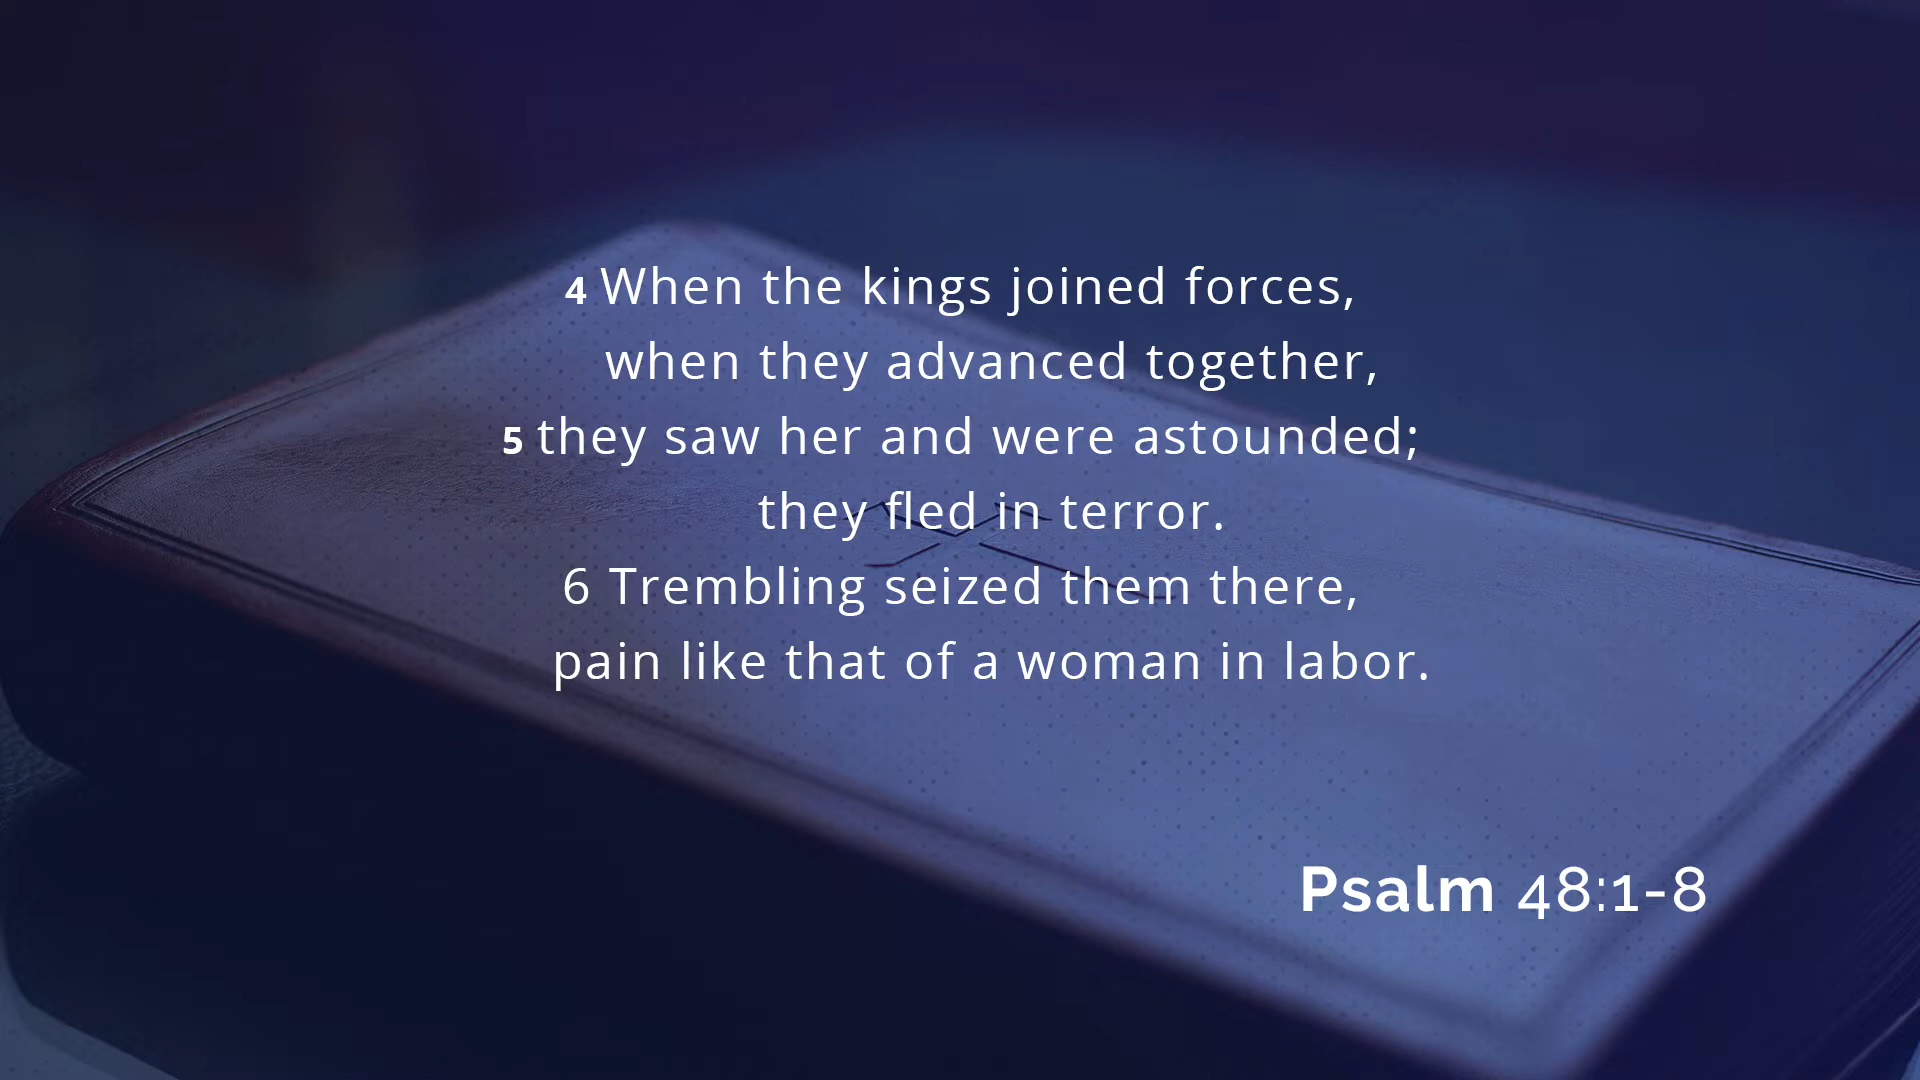 4 When the kings joined forces,
when they advanced together,
5 they saw her and were astounded;
they fled in terror.
6 Trembling seized them there,
pain like that of a woman in labor.
Psalm 48:1-8